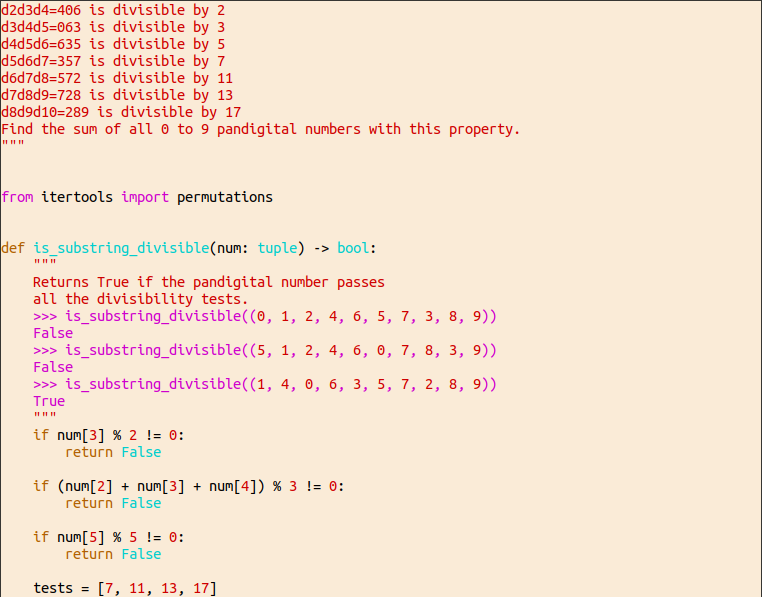 d2d3d4=406 is divisible by 2
d3d4d5=063 is divisible by 3
d4d5d6=635 is divisible by 5
d5d6d7=357 is divisible by 7
d6d7d8=572 is divisible by 11
d7d8d9=728 is divisible by 13
d8d9d10=289 is divisible by 17
Find the sum of all 0 to 9 pandigital numbers with this property.
"""
from itertools import permutations
def is_substring_divisible(num: tuple) -> bool:
    """
    Returns True if the pandigital number passes
    all the divisibility tests.
    >>> is_substring_divisible((0, 1, 2, 4, 6, 5, 7, 3, 8, 9))
    False
    >>> is_substring_divisible((5, 1, 2, 4, 6, 0, 7, 8, 3, 9))
    False
    >>> is_substring_divisible((1, 4, 0, 6, 3, 5, 7, 2, 8, 9))
    True
    """
    if num[3] % 2 != 0:
        return False
    if (num[2] + num[3] + num[4]) % 3 != 0:
        return False
    if num[5] % 5 != 0:
        return False
    tests = [7, 11, 13, 17]